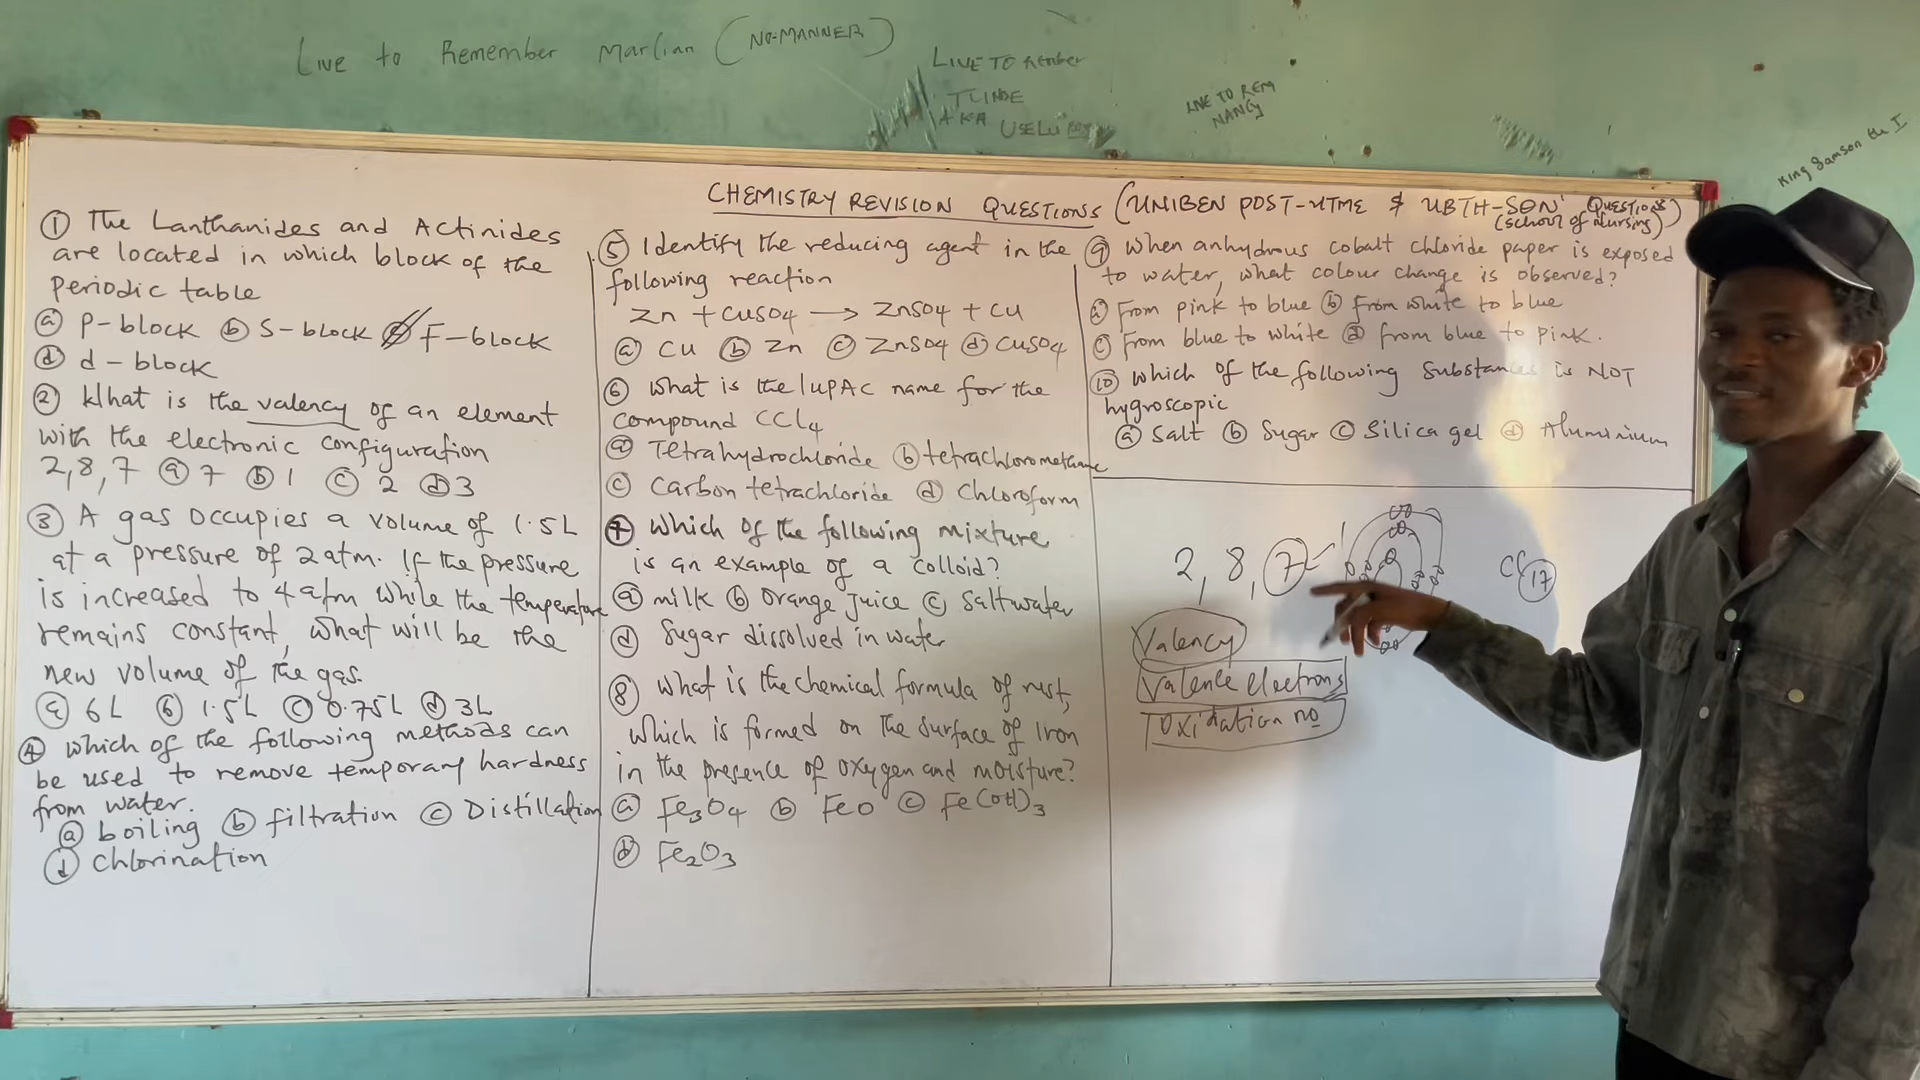 Live to Remember Marlian (NO-MANNER)
LIVE TO
TLINDE
AKA
LIVE TO REM
NANCY
King Samson the I
CHEMISTRY REVISION QUESTIONS (UNIBEN POST-UTME & UBTH-SON QUESTIONS)
(School of Nursing)
① The Lanthanides and Actinides
are located in which block of the
periodic table
ⓐ P-block ⓑ S-block ⓒ F-block
ⓓ d-block
② What is the valency of an element
with the electronic configuration
2,8,7 ⓐ 7 ⓑ 1 ⓒ 2 ⓓ 3
③ A gas occupies a volume of 1.5L
at a pressure of 2 atm. If the pressure
is increased to 4 atm while the temperature
remains constant, what will be the
new volume of the gas.
ⓐ 6L ⓑ 1.5L ⓒ 0.75L ⓓ 3L
④ which of the following methods can
be used to remove temporary hardness
from water.
ⓐ boiling ⓑ filtration ⓒ Distillation
ⓓ Chlorination
⑤ Identify the reducing agent in the
following reaction
Zn + CuSO4 → ZnSO4 + Cu
ⓐ Cu ⓑ Zn ⓒ ZnSO4 ⓓ CuSO4
⑥ What is the IUPAC name for the
compound CCl4
ⓐ Tetrahydrochloride ⓑ tetrachloromethane
ⓒ Carbon tetrachloride ⓓ Chloroform
⑦ Which of the following mixture
is an example of a colloid?
ⓐ milk ⓑ Orange Juice ⓒ Saltwater
ⓓ Sugar dissolved in water
⑧ What is the chemical formula of rust,
which is formed on the surface of Iron
in the presence of oxygen and moisture?
ⓐ Fe3O4 ⓑ FeO ⓒ Fe(OH)3
ⓓ Fe2O3
⑨ When anhydrous cobalt chloride paper is exposed
to water, what colour change is observed?
ⓐ From pink to blue ⓑ from white to blue
ⓒ From blue to white ⓓ from blue to pink.
⑩ Which of the following Substances is NOT
hygroscopic
ⓐ Salt ⓑ Sugar ⓒ Silica gel ⓓ Aluminium
2, 8, 7 - 1
Cl 17
Valency
Valence electrons
Oxidation no